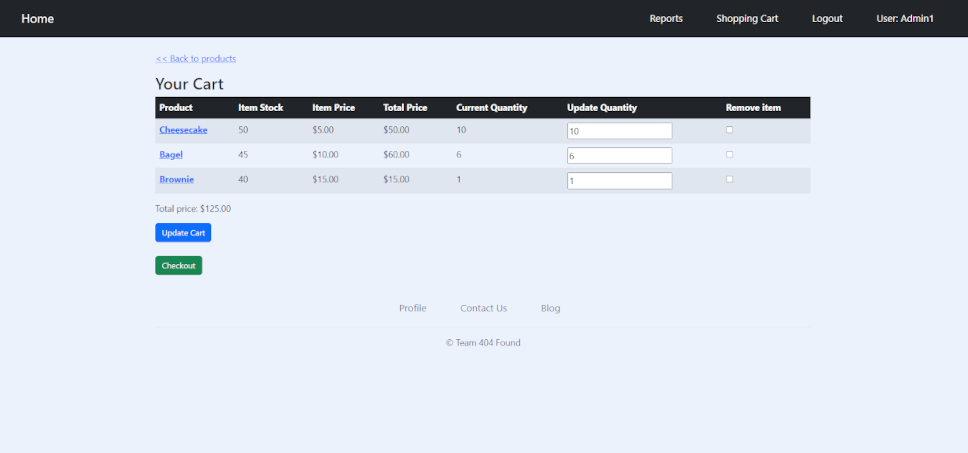 Home Reports Shopping Cart Logout User: Admin1
<< Back to products
Your Cart
Product Item Stock Item Price Total Price Current Quantity Update Quantity Remove item
Cheesecake 50 $5.00 $50.00 10 10
Bagel 45 $10.00 $60.00 6 6
Brownie 40 $15.00 $15.00 1 1
Total price: $125.00
Update Cart
Checkout
Profile Contact Us Blog
© Team 404 Found